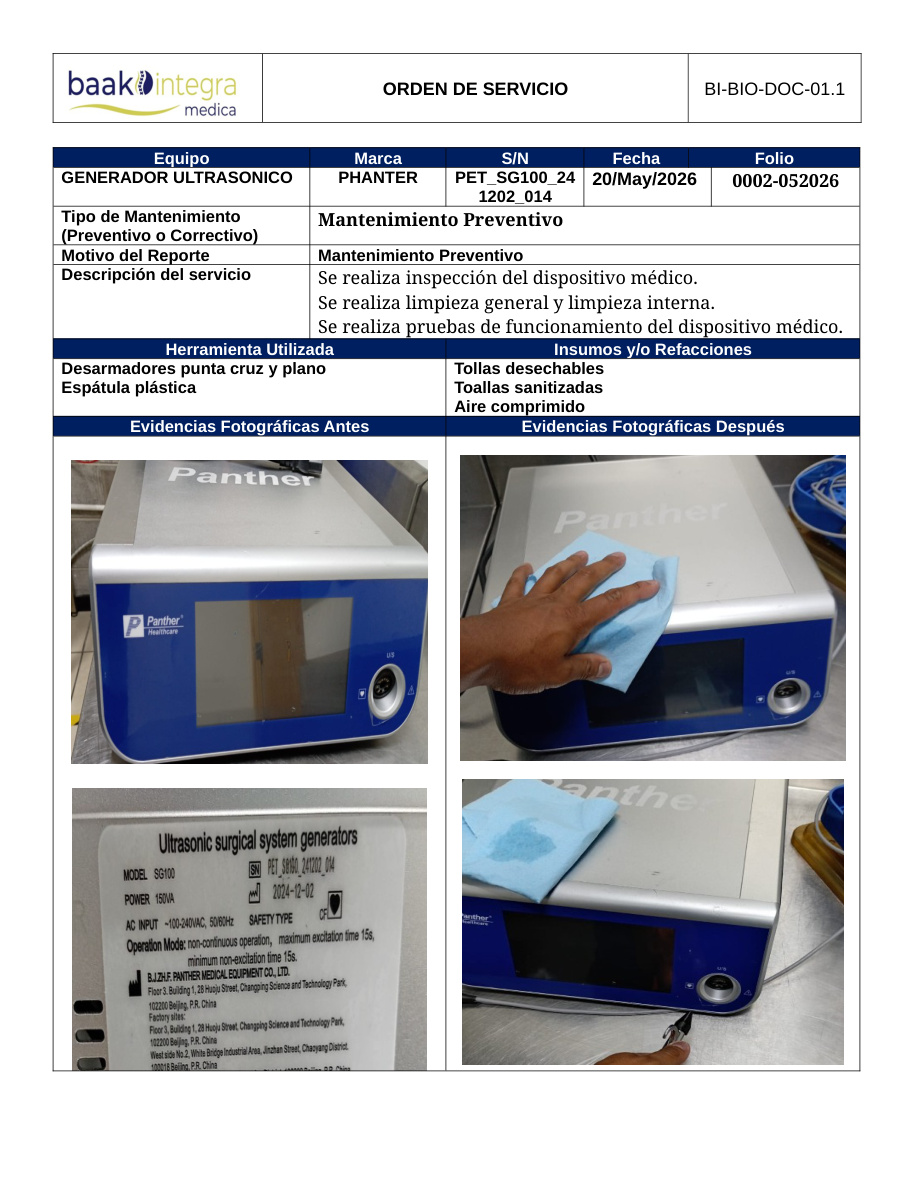 baak integra
medica
ORDEN DE SERVICIO
BI-BIO-DOC-01.1
Equipo
Marca
S/N
Fecha
Folio
GENERADOR ULTRASONICO
PHANTER
PET_SG100_24
1202_014
20/May/2026
0002-052026
Tipo de Mantenimiento
(Preventivo o Correctivo)
Mantenimiento Preventivo
Motivo del Reporte
Mantenimiento Preventivo
Descripción del servicio
Se realiza inspección del dispositivo médico.
Se realiza limpieza general y limpieza interna.
Se realiza pruebas de funcionamiento del dispositivo médico.
Herramienta Utilizada
Insumos y/o Refacciones
Desarmadores punta cruz y plano
Espátula plástica
Tollas desechables
Toallas sanitizadas
Aire comprimido
Evidencias Fotográficas Antes
Evidencias Fotográficas Después
Panther
Panther
Healthcare
U/S
Panther
U/S
Ultrasonic surgical system generators
MODEL SG100
SN PET_SG100_241202_014
POWER 150VA
2024-12-02
AC INPUT ~100-240VAC, 50/60Hz
SAFETY TYPE CF
Operation Mode: non-continuous operation, maximum excitation time 15s,
minimum non-excitation time 15s.
B.J.ZH.F. PANTHER MEDICAL EQUIPMENT CO., LTD.
Floor 3. Building 1, 28 Huoju Street, Changping Science and Technology Park,
102200 Beijing, P.R. China
Factory sites:
Floor 3, Building 1, 28 Huoju Street, Changping Science and Technology Park,
102200 Beijing, P.R. China
West side No.2, White Bridge Industrial Area, Jinzhan Street, Chaoyang District.
100018 Beijing, P.R. China
Panther
Panther
Healthcare
U/S